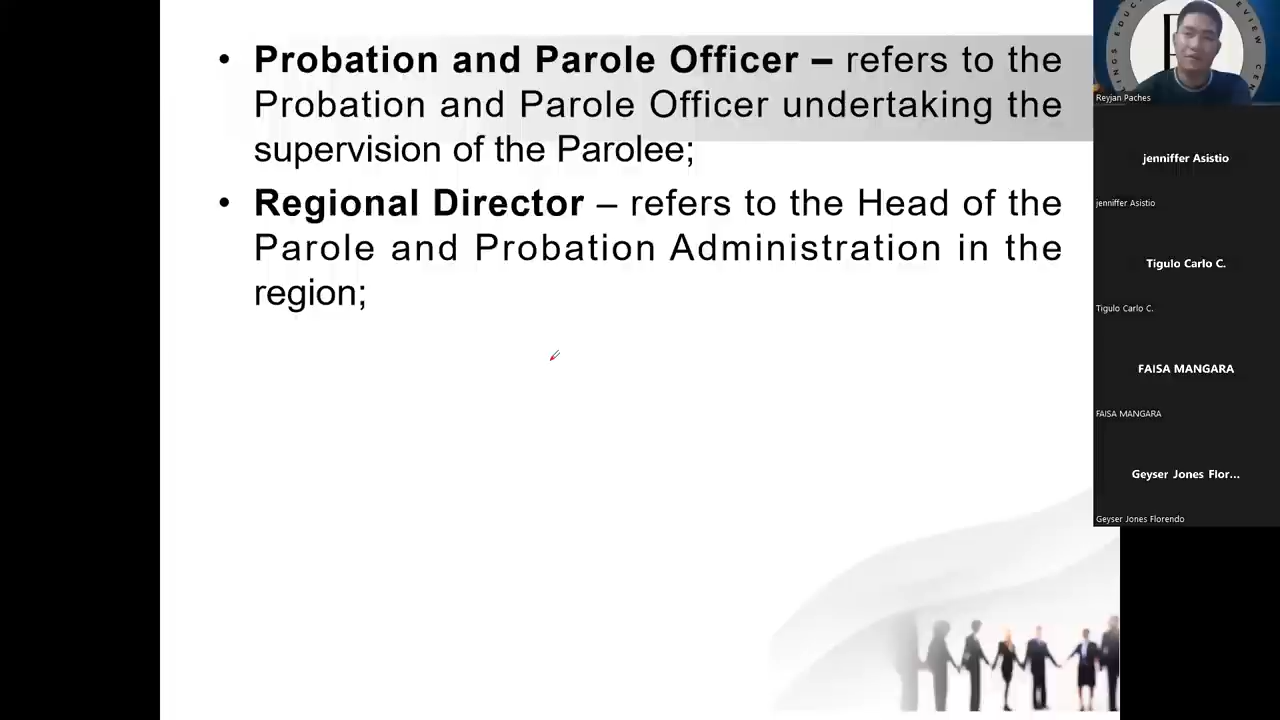 • Probation and Parole Officer – refers to the
Probation and Parole Officer undertaking the
supervision of the Parolee;
• Regional Director – refers to the Head of the
Parole and Probation Administration in the
region;
Reyjan Paches
jenniffer Asistio
jenniffer Asistio
Tigulo Carlo C.
Tigulo Carlo C.
FAISA MANGARA
FAISA MANGARA
Geyser Jones Flor...
Geyser Jones Florendo